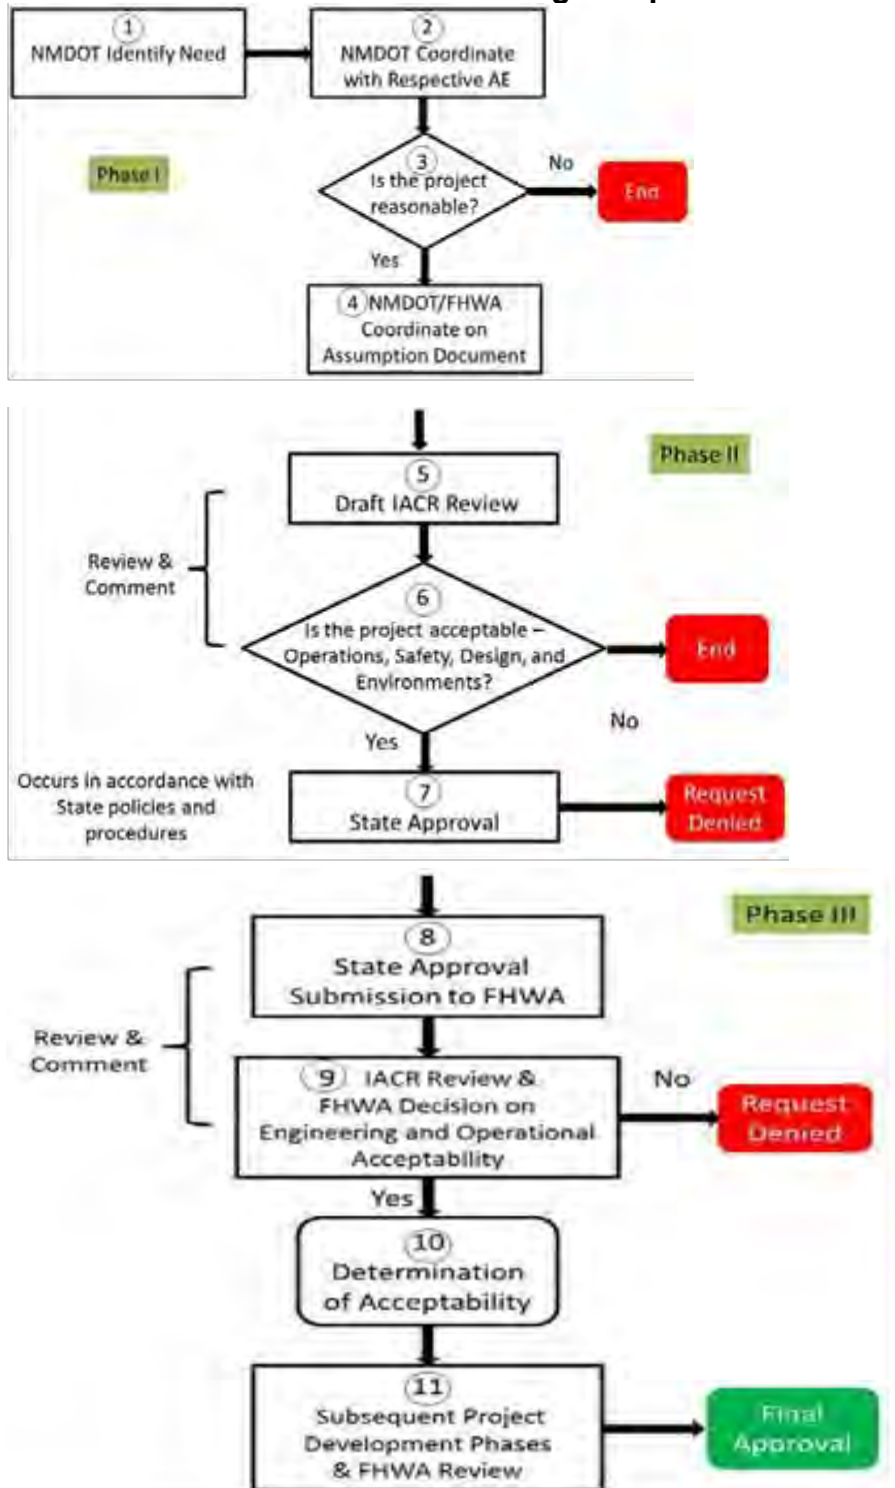 1
NMDOT Identify Need
2
NMDOT Coordinate
with Respective AE
Phase I
3
Is the project
reasonable?
No
End
Yes
4 NMDOT/FHWA
Coordinate on
Assumption Document
Phase II
5
Draft IACR Review
Review &
Comment
6
Is the project acceptable –
Operations, Safety, Design, and
Environments?
End
No
Yes
Occurs in accordance with
State policies and
procedures
7
State Approval
Request
Denied
Phase III
8
State Approval
Submission to FHWA
Review &
Comment
9 IACR Review &
FHWA Decision on
Engineering and Operational
Acceptability
No
Request
Denied
Yes
10
Determination
of Acceptability
11
Subsequent Project
Development Phases
& FHWA Review
Final
Approval